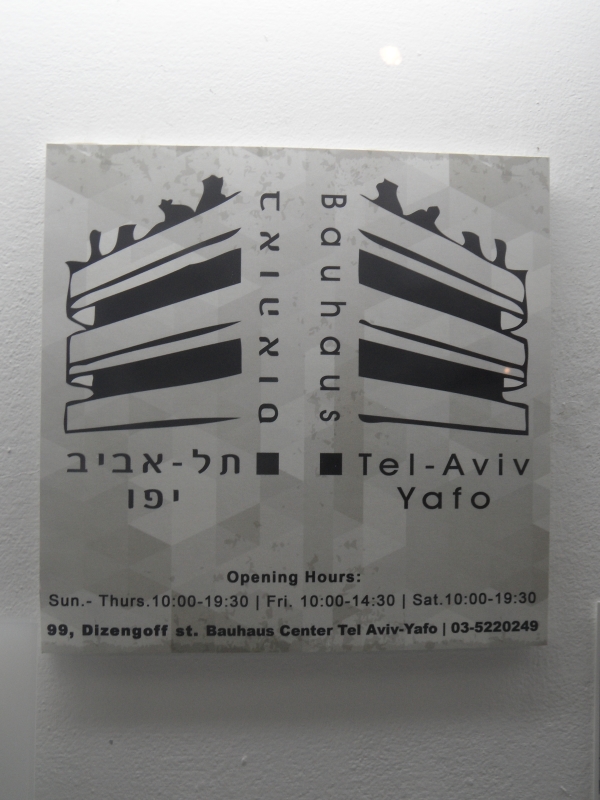 באוהאוס
Bauhaus
תל-אביב
יפו
Tel-Aviv
Yafo
Opening Hours:
Sun.- Thurs.10:00-19:30 | Fri. 10:00-14:30 | Sat.10:00-19:30
99, Dizengoff st. Bauhaus Center Tel Aviv-Yafo | 03-5220249